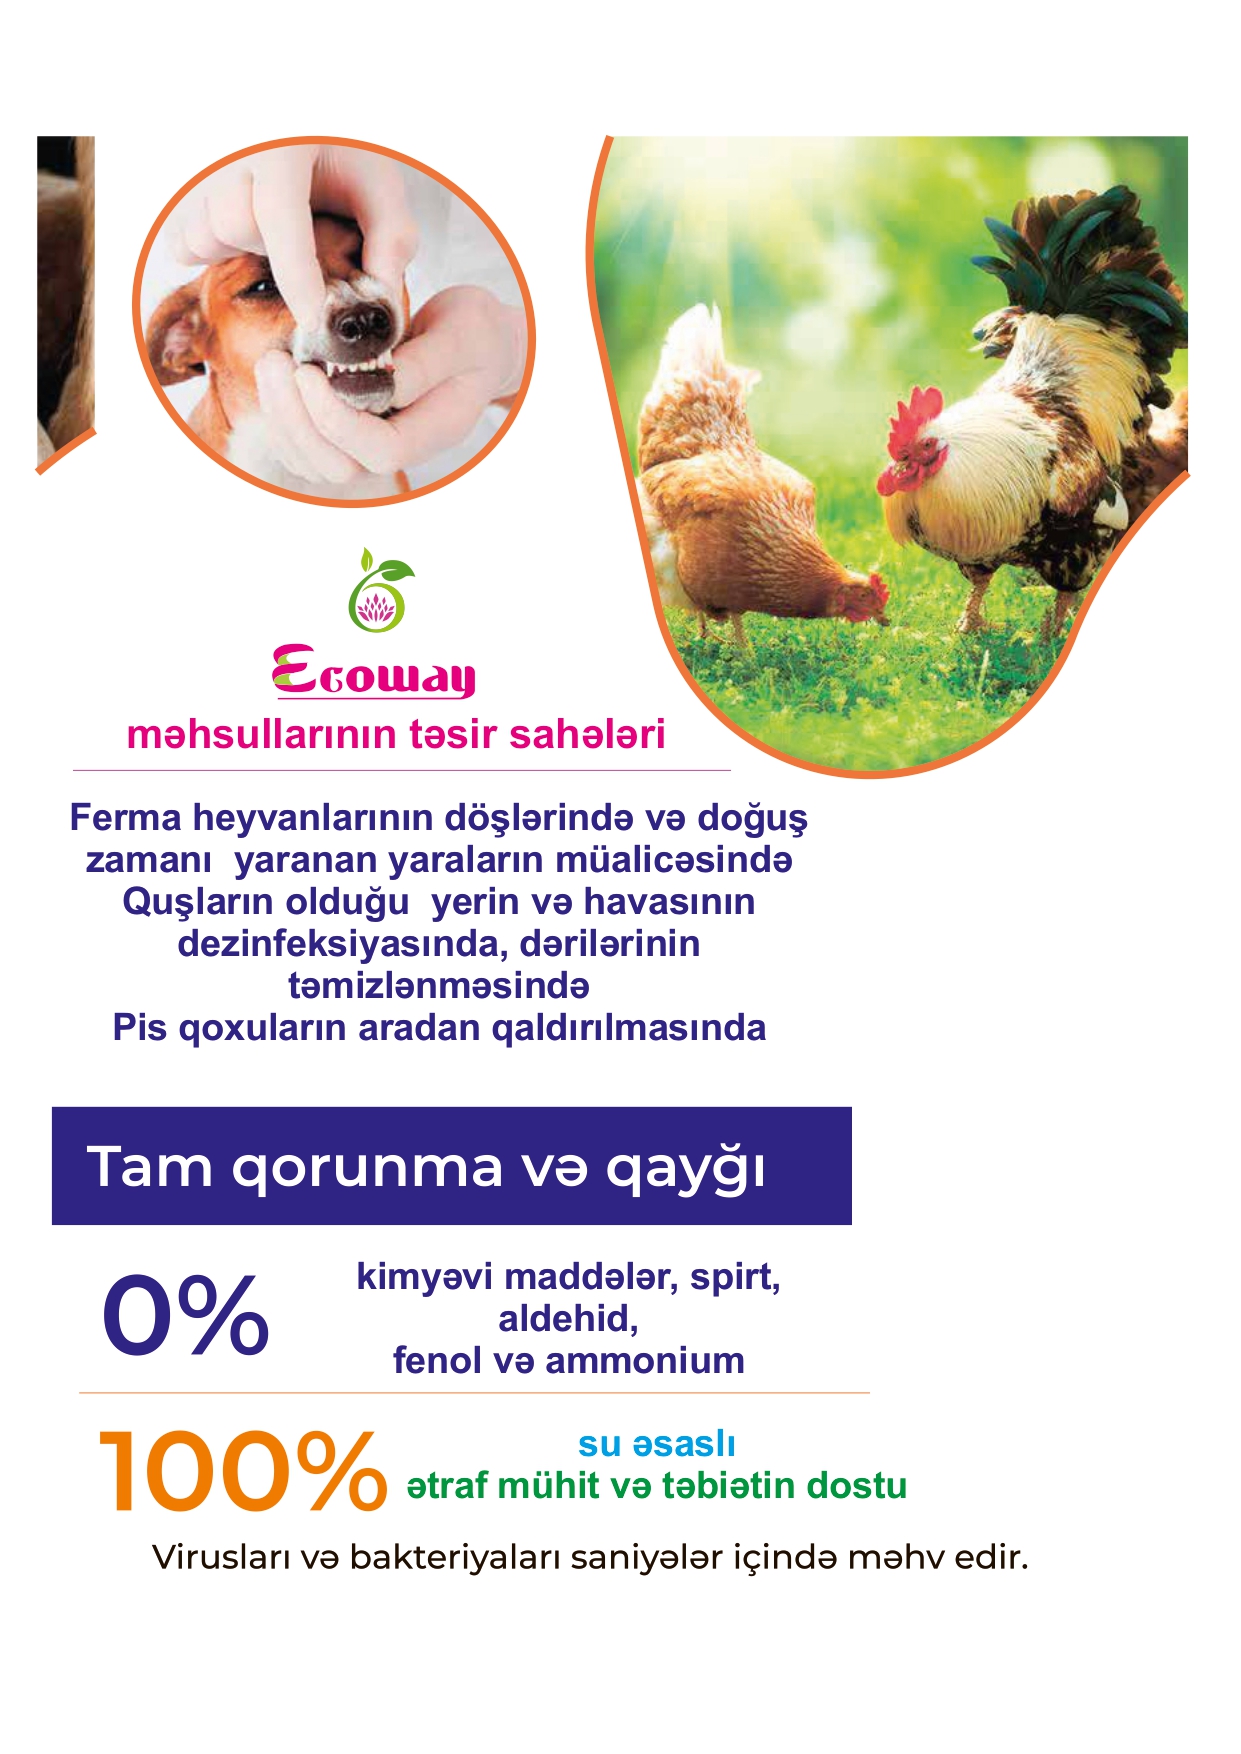 Ecoway
məhsullarının təsir sahələri
Ferma heyvanlarının döşlərində və doğuş
zamanı yaranan yaraların müalicəsində
Quşların olduğu yerin və havasının
dezinfeksiyasında, dərilərinin
təmizlənməsində
Pis qoxuların aradan qaldırılmasında
Tam qorunma və qayğı
0%
kimyəvi maddələr, spirt,
aldehid,
fenol və ammonium
100%
su əsaslı
ətraf mühit və təbiətin dostu
Virusları və bakteriyaları saniyələr içində məhv edir.